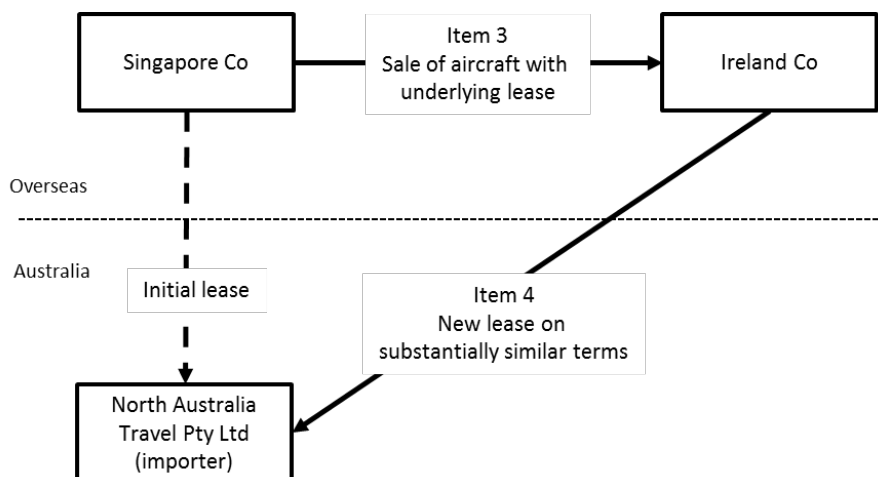 Singapore Co
Item 3
Sale of aircraft with
underlying lease
Ireland Co
Overseas
Australia
Initial lease
Item 4
New lease on
substantially similar terms
North Australia
Travel Pty Ltd
(importer)